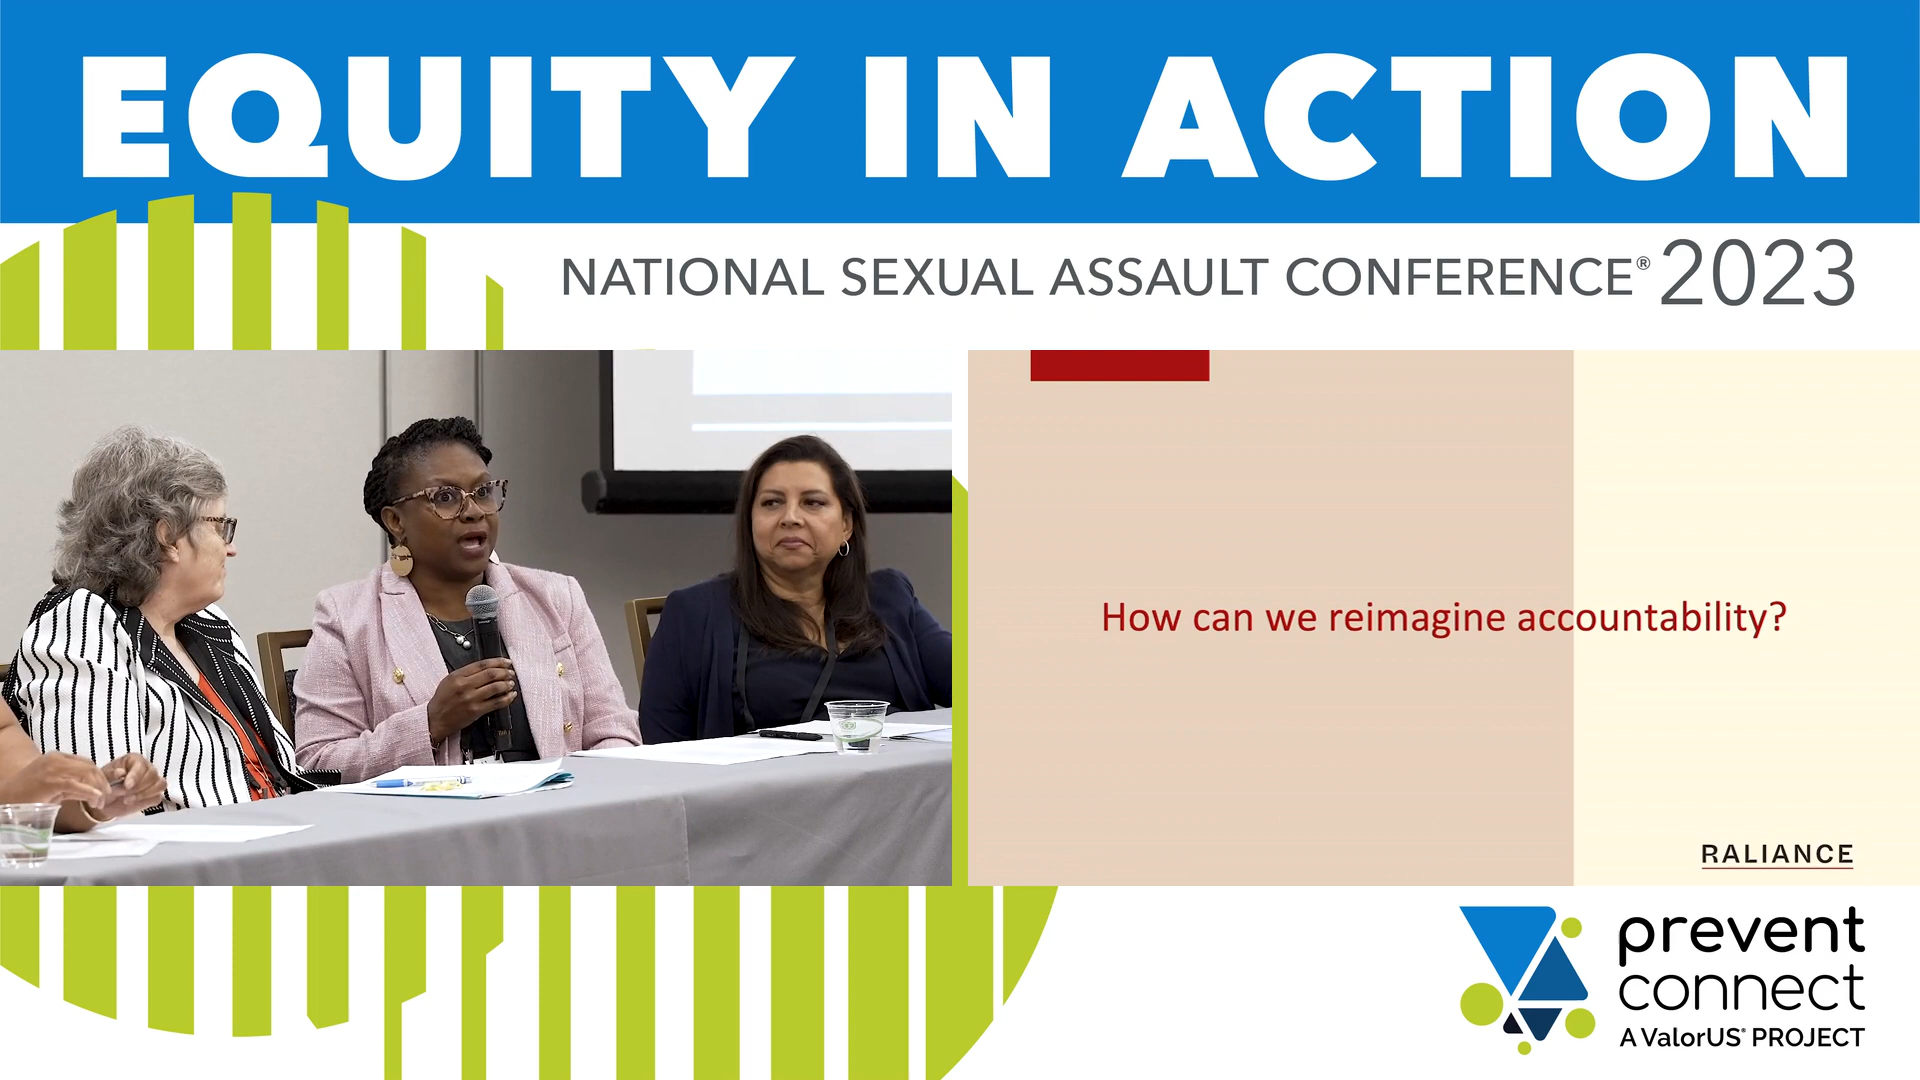 EQUITY IN ACTION
NATIONAL SEXUAL ASSAULT CONFERENCE® 2023
How can we reimagine accountability?
RALIANCE
prevent
connect
A ValorUS® PROJECT